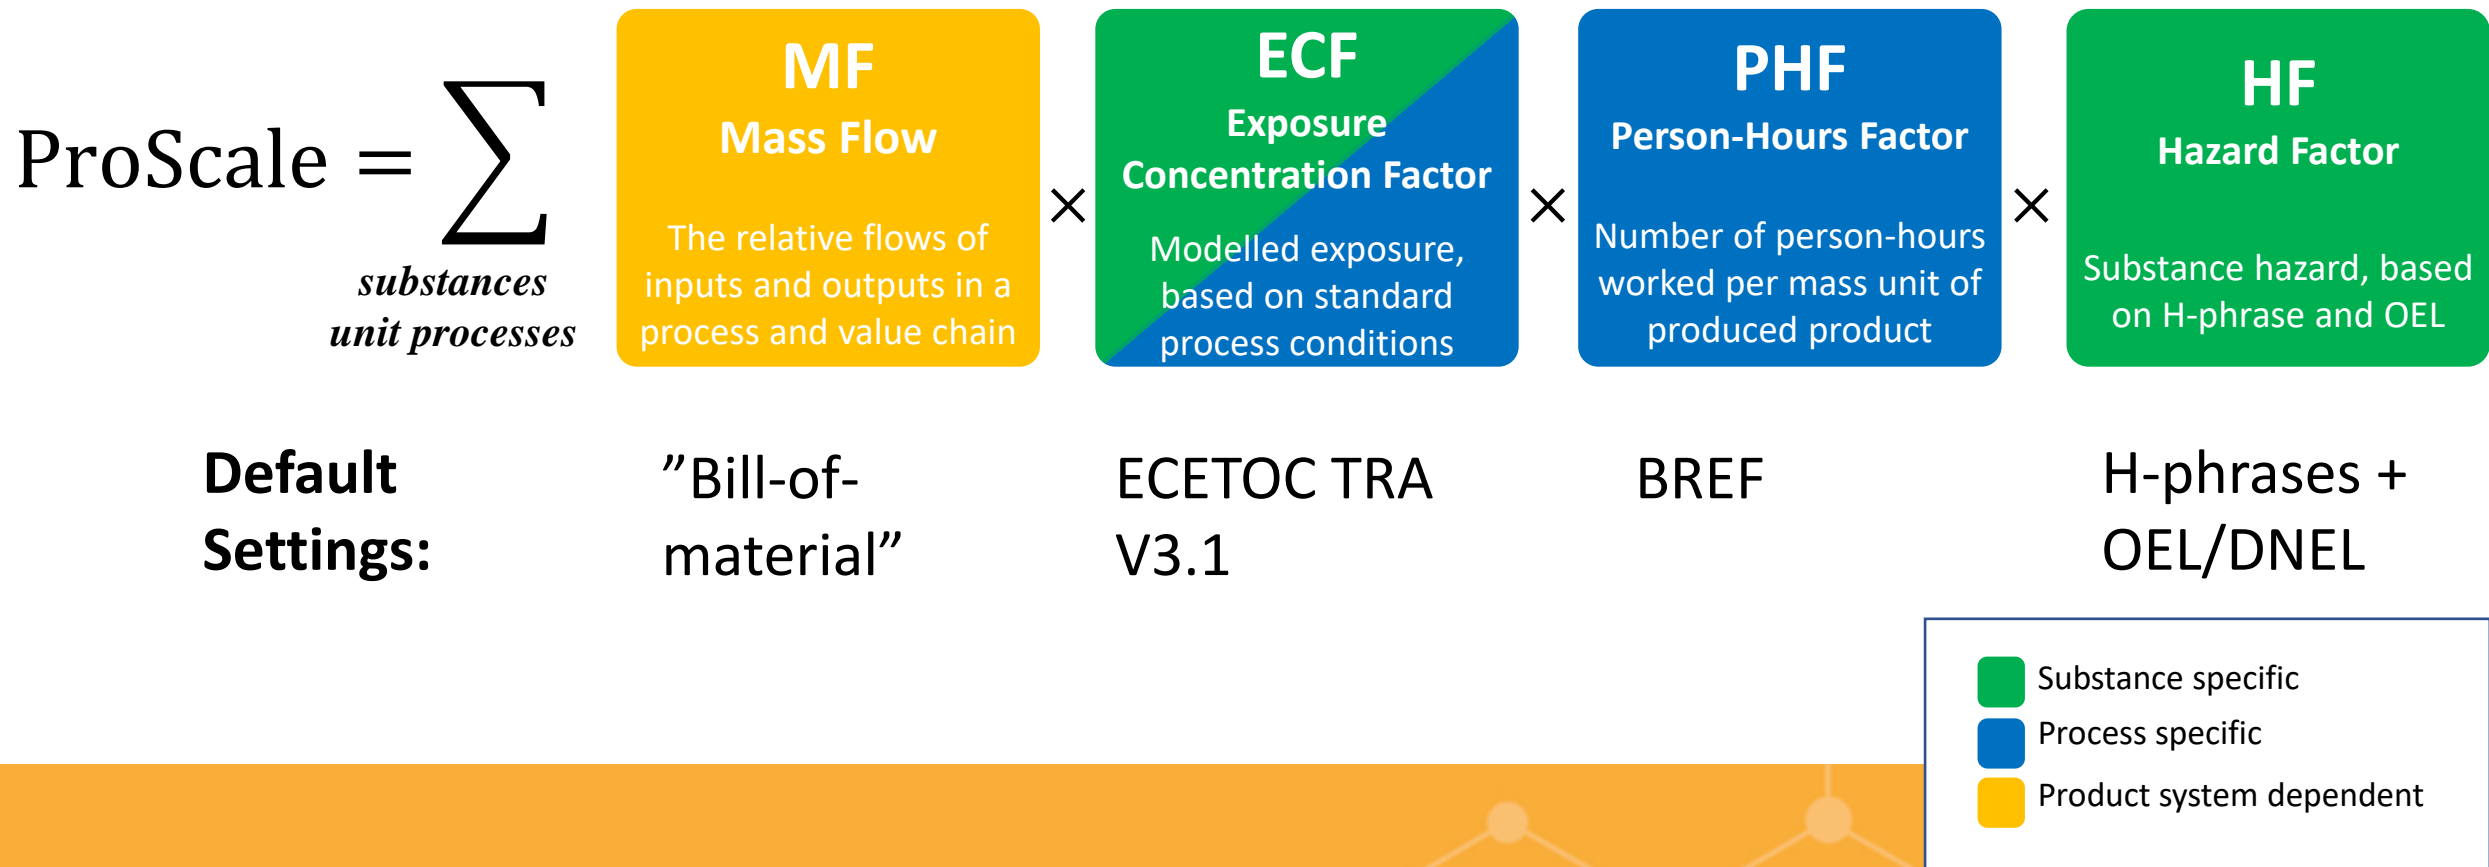 ProScale = ∑
substances
unit processes
MF
Mass Flow
The relative flows of
inputs and outputs in a
process and value chain
×
ECF
Exposure
Concentration Factor
Modelled exposure,
based on standard
process conditions
×
PHF
Person-Hours Factor
Number of person-hours
worked per mass unit of
produced product
×
HF
Hazard Factor
Substance hazard, based
on H-phrase and OEL
Default
Settings:
”Bill-of-
material”
ECETOC TRA
V3.1
BREF
H-phrases +
OEL/DNEL
Substance specific
Process specific
Product system dependent